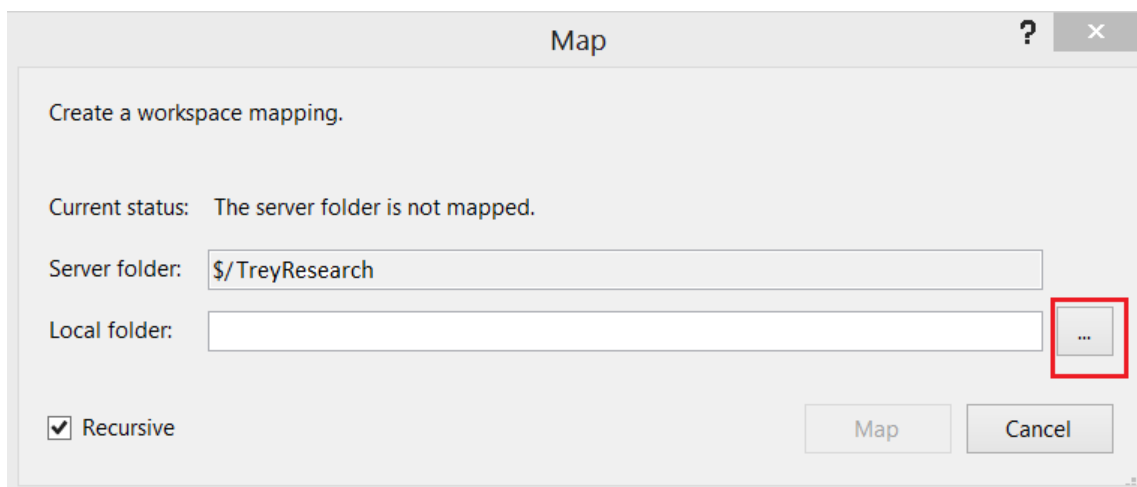 Map
?
Create a workspace mapping.
Current status: The server folder is not mapped.
Server folder: $/TreyResearch
Local folder: ...
Recursive Map Cancel